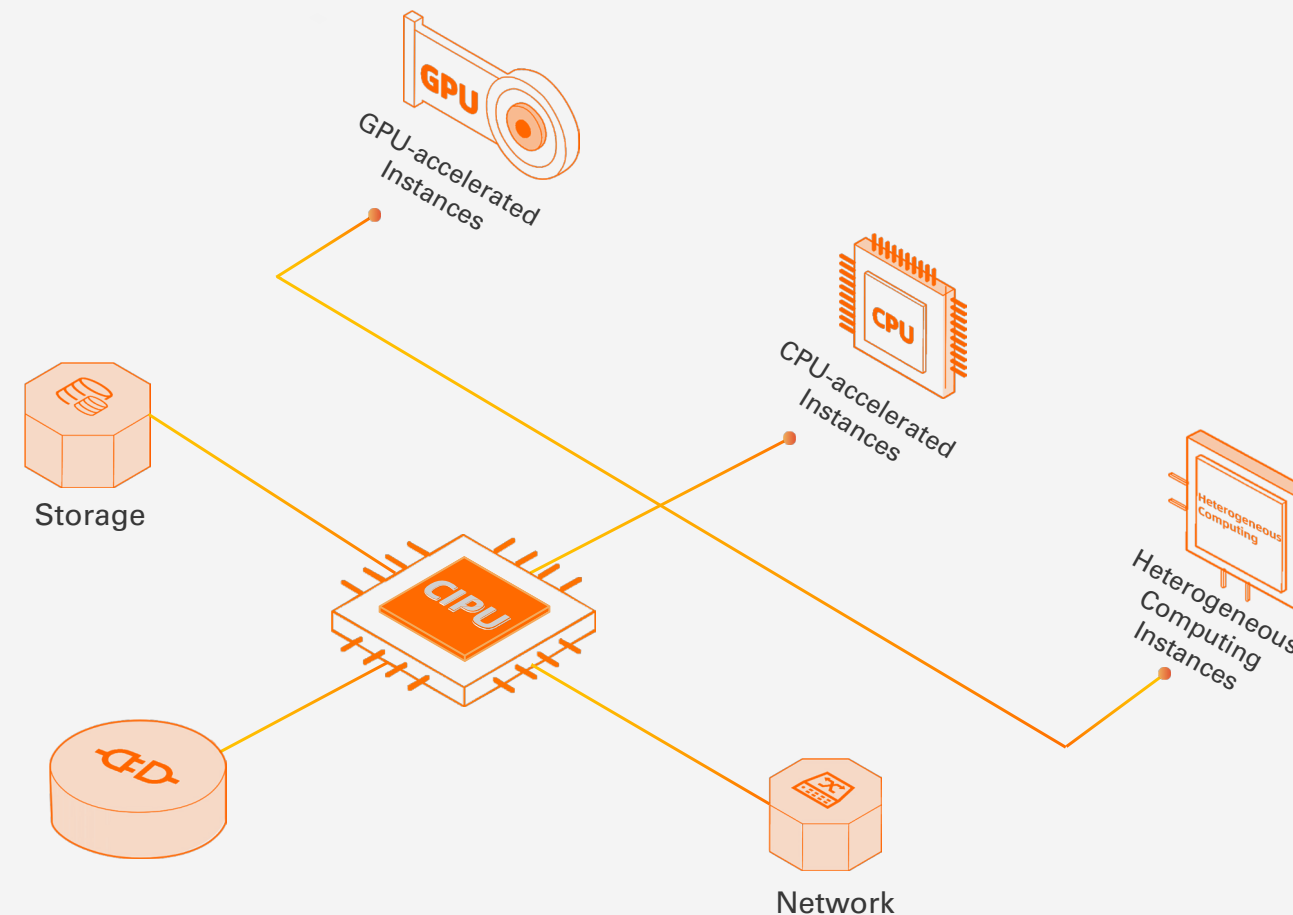 GPU
GPU-accelerated
Instances
CPU
CPU-accelerated
Instances
Heterogeneous
Computing
Heterogeneous
Computing
Instances
Storage
CIPU
Network